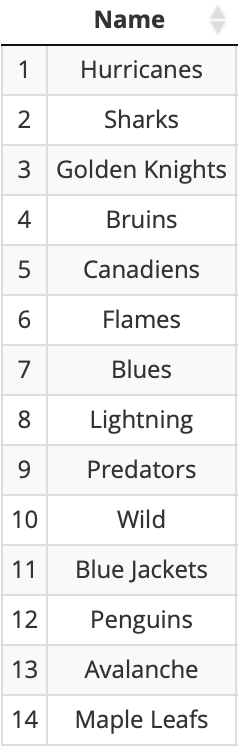 Name
1 Hurricanes
2 Sharks
3 Golden Knights
4 Bruins
5 Canadiens
6 Flames
7 Blues
8 Lightning
9 Predators
10 Wild
11 Blue Jackets
12 Penguins
13 Avalanche
14 Maple Leafs